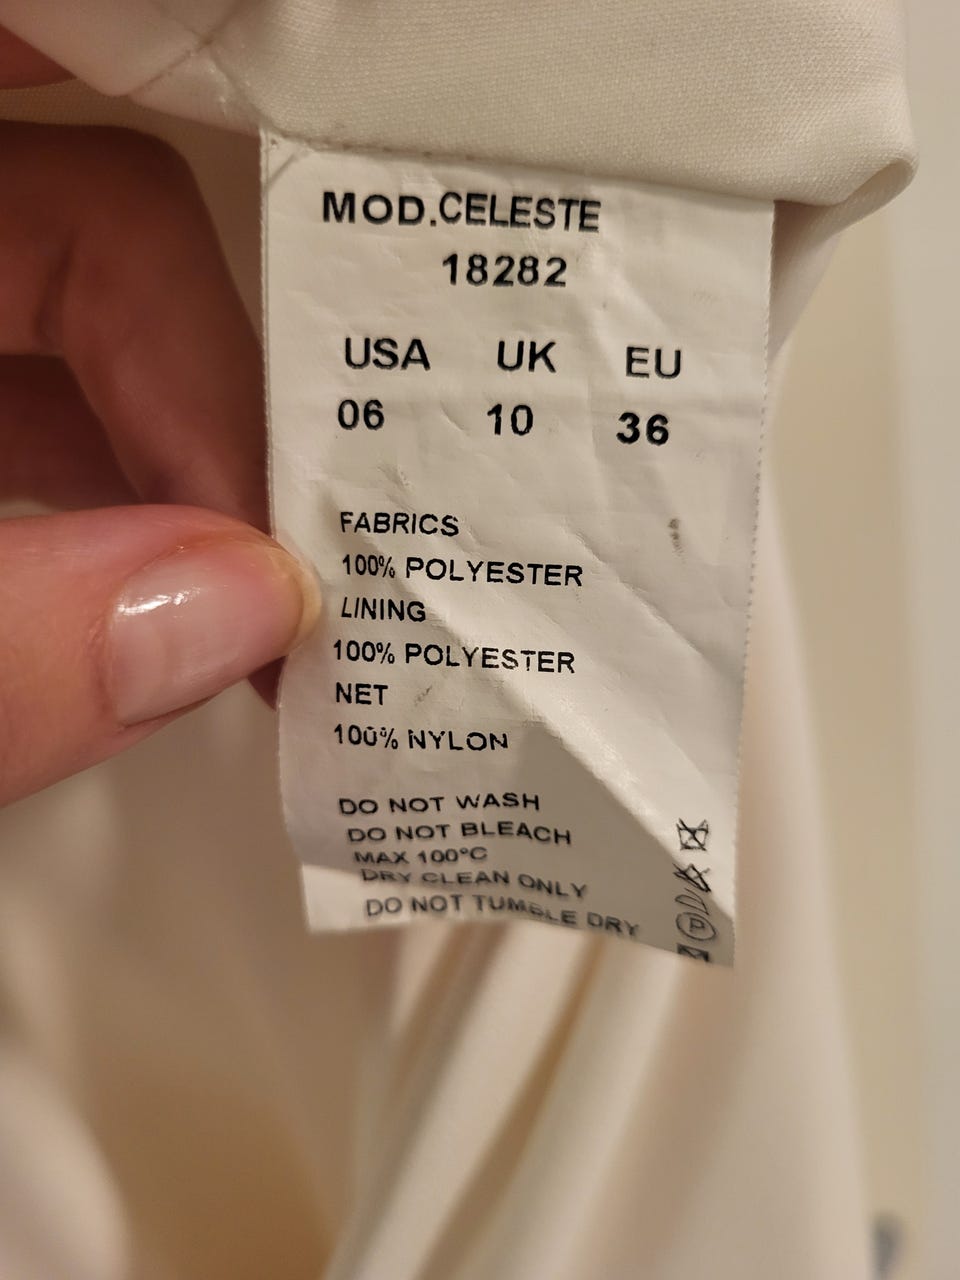 MOD.CELESTE
18282
USA UK EU
06 10 36
FABRICS
100% POLYESTER
LINING
100% POLYESTER
NET
100% NYLON
DO NOT WASH
DO NOT BLEACH
MAX 100°C
DRY CLEAN ONLY
DO NOT TUMBLE DRY
P